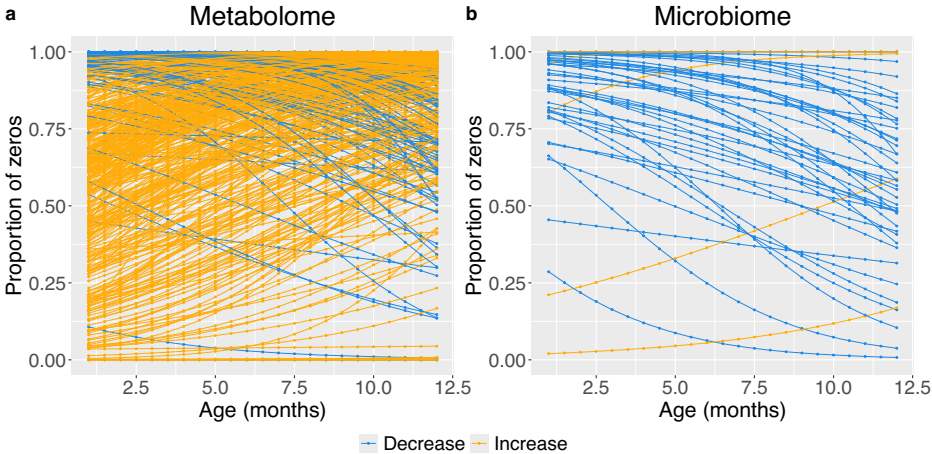 a
Metabolome
Proportion of zeros
1.00
0.75
0.50
0.25
0.00
2.5 5.0 7.5 10.0 12.5
Age (months)
b
Microbiome
Proportion of zeros
1.00
0.75
0.50
0.25
0.00
2.5 5.0 7.5 10.0 12.5
Age (months)
Decrease Increase